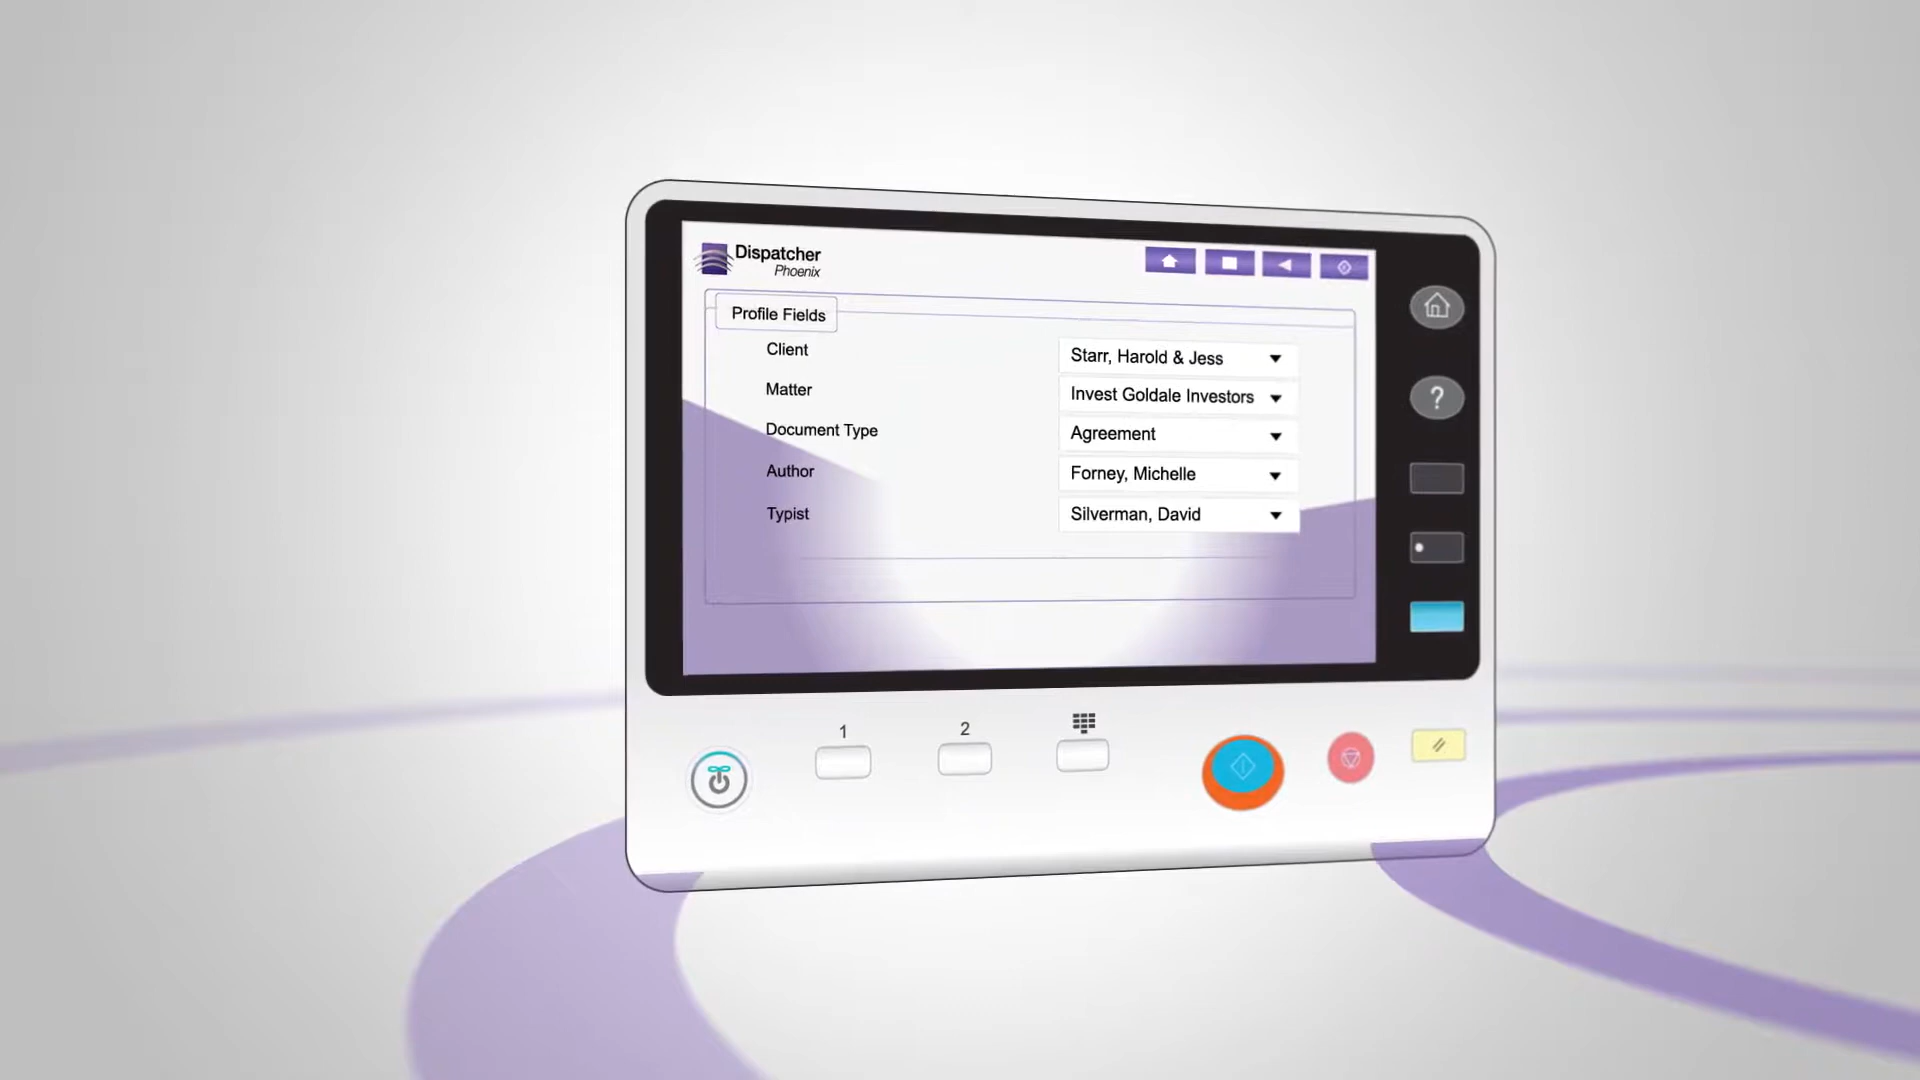 Dispatcher
Phoenix
Profile Fields
Client
Starr, Harold & Jess
Matter
Invest Goldale Investors
Document Type
Agreement
Author
Forney, Michelle
Typist
Silverman, David
?
1
2